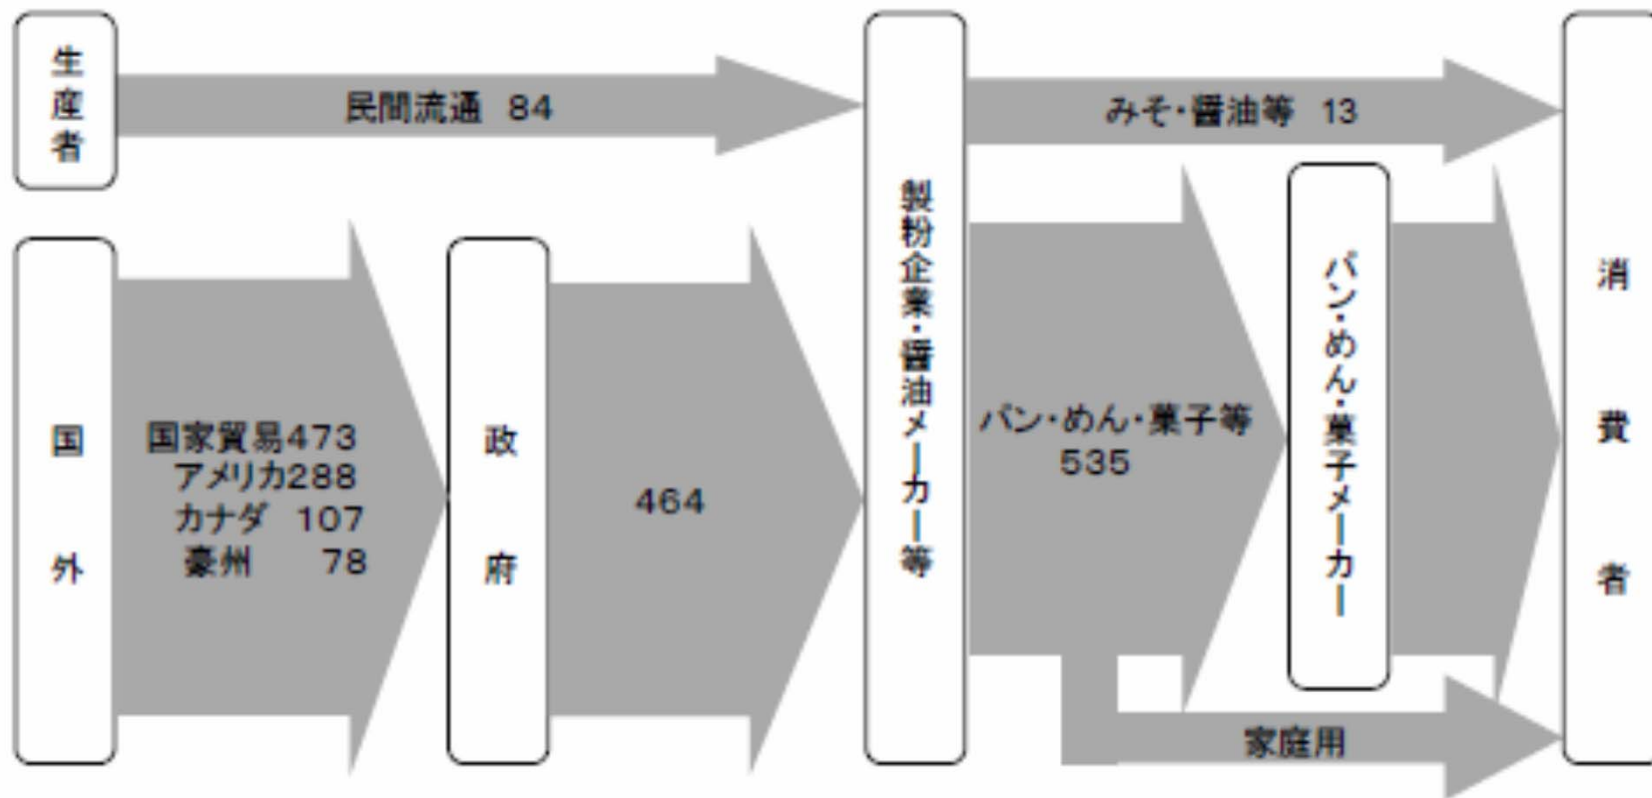 生産者
民間流通 84
国外
国家貿易473
アメリカ288
カナダ 107
豪州 78
政府
464
製粉企業・醤油メーカー等
みそ・醤油等 13
パン・めん・菓子等
535
パン・めん・菓子メーカー
家庭用
消費者